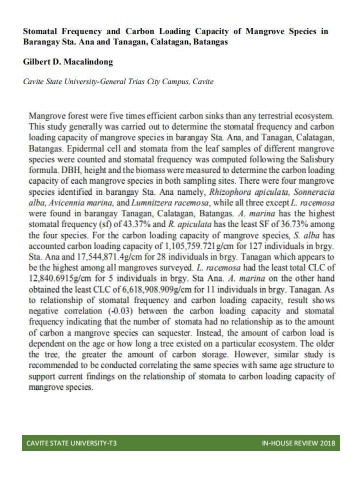 Stomatal Frequency and Carbon Loading Capacity of Mangrove Species in
Barangay Sta. Ana and Tanagan, Calatagan, Batangas
Gilbert D. Macalindong
Cavite State University-General Trias City Campus, Cavite
Mangrove forest were five times efficient carbon sinks than any terrestrial ecosystem.
This study generally was carried out to determine the stomatal frequency and carbon
loading capacity of mangrove species in barangay Sta. Ana, and Tanagan, Calatagan,
Batangas. Epidermal cell and stomata from the leaf samples of different mangrove
species were counted and stomatal frequency was computed following the Salisbury
formula. DBH, height and the biomass were measured to determine the carbon loading
capacity of each mangrove species in both sampling sites. There were four mangrove
species identified in barangay Sta. Ana namely, Rhizophora apiculata, Sonneracia
alba, Avicennia marina, and Lumnitzera racemosa, while all three except L. racemosa
were found in barangay Tanagan, Calatagan, Batangas. A. marina has the highest
stomatal frequency (sf) of 43.37% and R. apiculata has the least SF of 36.73% among
the four species. For the carbon loading capacity of mangrove species, S. alba has
accounted carbon loading capacity of 1,105,759.721g/cm for 127 individuals in brgy.
Sta. Ana and 17,544,871.4g/cm for 28 individuals in brgy. Tanagan which appears to
be the highest among all mangroves surveyed. L. racemosa had the least total CLC of
12,840.6915g/cm for 5 individuals in brgy. Sta Ana. A. marina on the other hand
obtained the least CLC of 6,618,908.909g/cm for 11 individuals in brgy. Tanagan. As
to relationship of stomatal frequency and carbon loading capacity, result shows
negative correlation (-0.03) between the carbon loading capacity and stomatal
frequency indicating that the number of stomata had no relationship as to the amount
of carbon a mangrove species can sequester. Instead, the amount of carbon load is
dependent on the age or how long a tree existed on a particular ecosystem. The older
the tree, the greater the amount of carbon storage. However, similar study is
recommended to be conducted correlating the same species with same age structure to
support current findings on the relationship of stomata to carbon loading capacity of
mangrove species.
CAVITE STATE UNIVERSITY-T3 IN-HOUSE REVIEW 2018